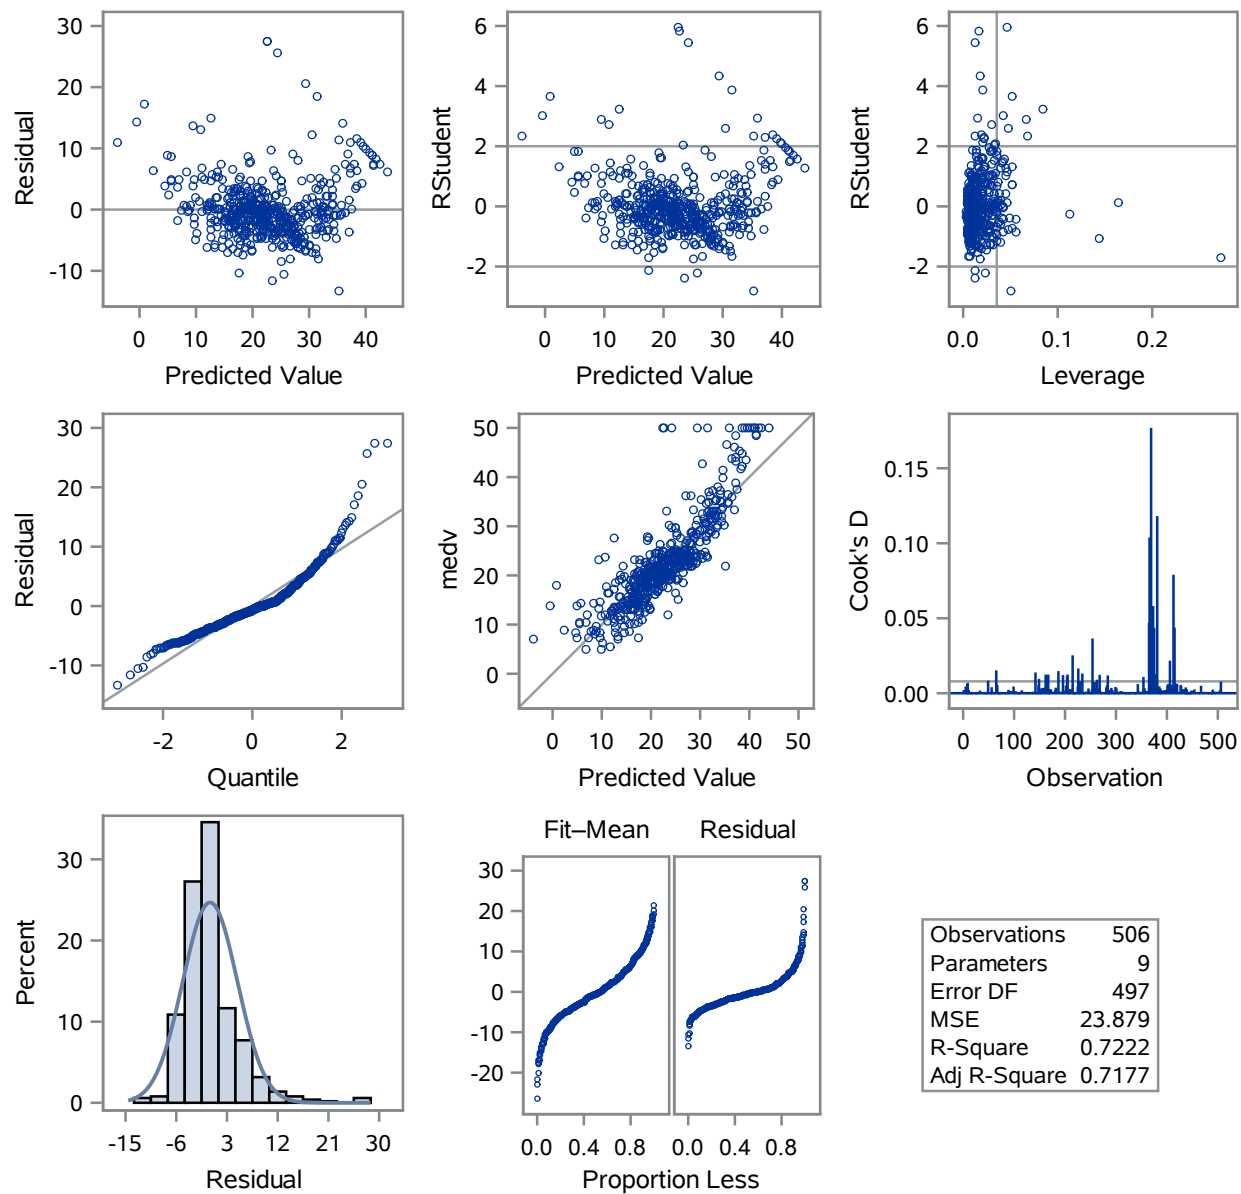 30
20
10
0
-10
Residual
0 10 20 30 40
Predicted Value
6
4
2
0
-2
RStudent
0 10 20 30 40
Predicted Value
6
4
2
0
-2
RStudent
0.0 0.1 0.2
Leverage
30
20
10
0
-10
Residual
-2 0 2
Quantile
50
40
30
20
10
0
medv
0 10 20 30 40 50
Predicted Value
0.15
0.10
0.05
0.00
Cook's D
0 100 200 300 400 500
Observation
30
20
10
0
Percent
-15 -6 3 12 21 30
Residual
Fit–Mean Residual
30
20
10
0
-10
-20
0.0 0.4 0.8 0.0 0.4 0.8
Proportion Less
Observations 506
Parameters 9
Error DF 497
MSE 23.879
R-Square 0.7222
Adj R-Square 0.7177